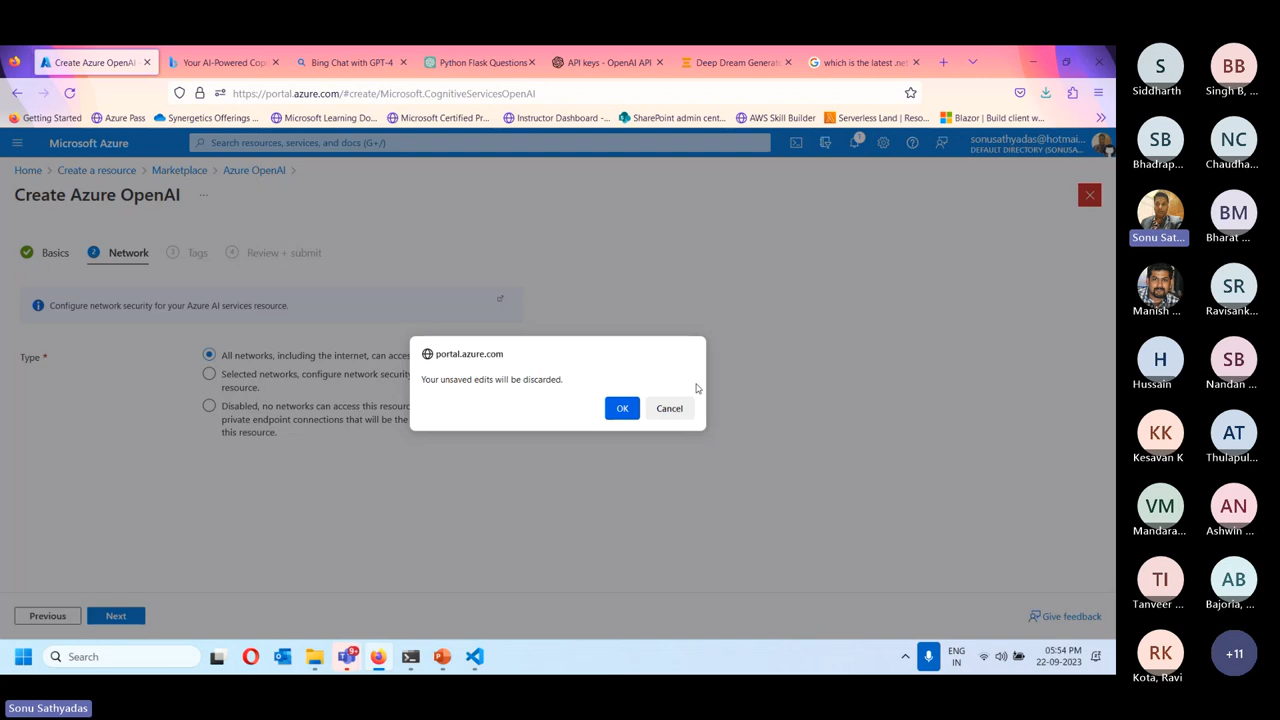 Create Azure OpenAI
Your AI-Powered Cop
Bing Chat with GPT-4
Python Flask Questions
API keys - OpenAI API
Deep Dream Generato
which is the latest .net
https://portal.azure.com/#create/Microsoft.CognitiveServicesOpenAI
Getting Started
Azure Pass
Synergetics Offerings ...
Microsoft Learning Do...
Microsoft Certified Pr...
Instructor Dashboard -...
SharePoint admin cent...
AWS Skill Builder
Serverless Land | Reso...
Blazor | Build client w...
Microsoft Azure
Search resources, services, and docs (G+/)
1
sonusathyadas@hotmai...
DEFAULT DIRECTORY (SONUSA...
Home > Create a resource > Marketplace > Azure OpenAI >
Create Azure OpenAI ...
Basics
2 Network
3 Tags
4 Review + submit
Configure network security for your Azure AI services resource.
Type *
All networks, including the internet, can acce
Selected networks, configure network security
resource.
Disabled, no networks can access this resourc
private endpoint connections that will be the
this resource.
portal.azure.com
Your unsaved edits will be discarded.
OK
Cancel
Previous
Next
Give feedback
Search
9+
ENG
IN
05:54 PM
22-09-2023
Sonu Sathyadas
S
Siddharth
BB
Singh B, ...
SB
Bhadrap...
NC
Chaudha...
Sonu Sat...
BM
Bharat ...
Manish ...
SR
Ravisank...
H
Hussain
SB
Nandan ...
KK
Kesavan K
AT
Thulapul...
VM
Mandara...
AN
Ashwin ...
TI
Tanveer ...
AB
Bajoria, ...
RK
Kota, Ravi
+11